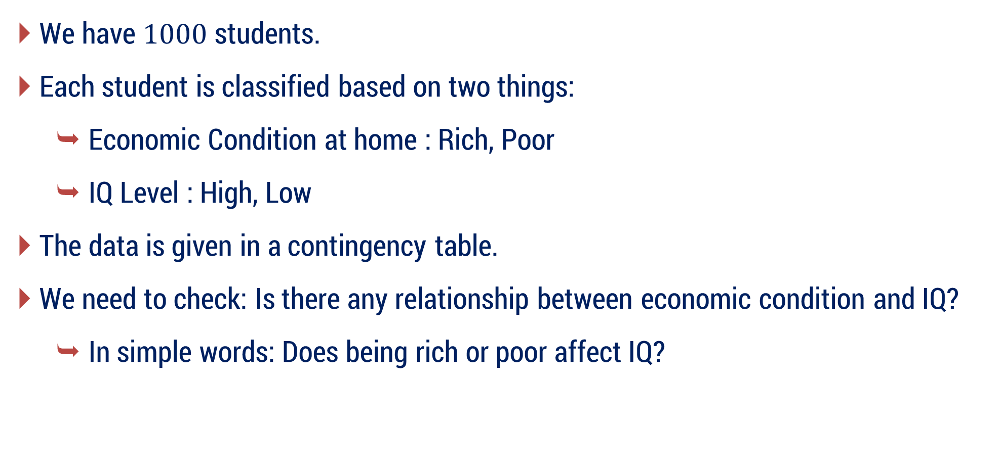 We have 1000 students.
Each student is classified based on two things:
Economic Condition at home : Rich, Poor
IQ Level : High, Low
The data is given in a contingency table.
We need to check: Is there any relationship between economic condition and IQ?
In simple words: Does being rich or poor affect IQ?